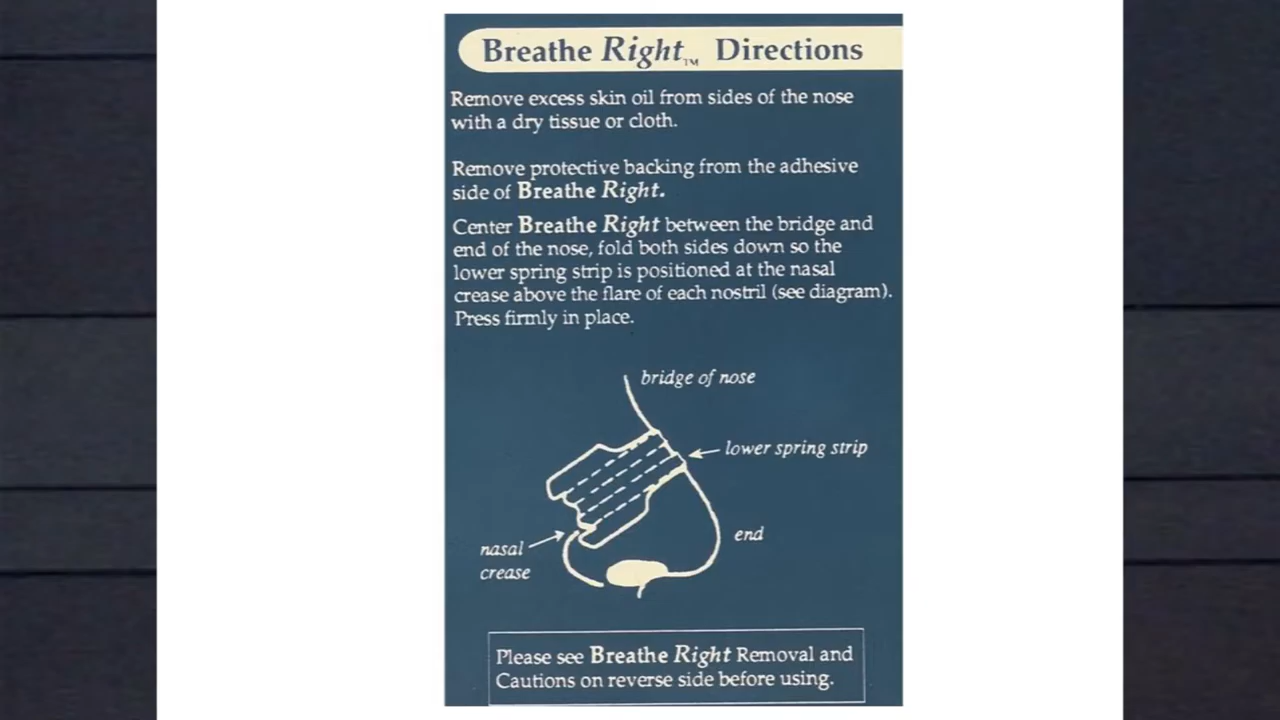 Breathe Right™ Directions
Remove excess skin oil from sides of the nose
with a dry tissue or cloth.
Remove protective backing from the adhesive
side of Breathe Right.
Center Breathe Right between the bridge and
end of the nose, fold both sides down so the
lower spring strip is positioned at the nasal
crease above the flare of each nostril (see diagram).
Press firmly in place.
bridge of nose
lower spring strip
end
nasal
crease
Please see Breathe Right Removal and
Cautions on reverse side before using.